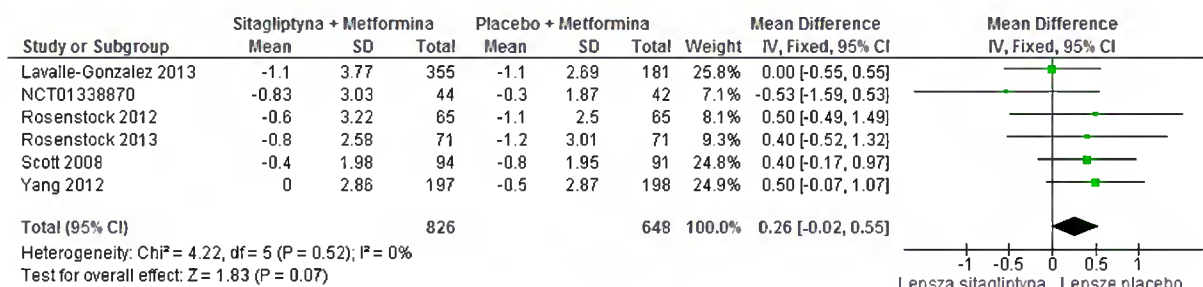 Sitagliptyna + Metformina Placebo + Metformina Mean Difference Mean Difference
Study or Subgroup Mean SD Total Mean SD Total Weight IV, Fixed, 95% CI IV, Fixed, 95% CI
Lavalle-Gonzalez 2013 -1.1 3.77 355 -1.1 2.69 181 25.8% 0.00 [-0.55, 0.55]
NCT01338870 -0.83 3.03 44 -0.3 1.87 42 7.1% -0.53 [-1.59, 0.53]
Rosenstock 2012 -0.6 3.22 65 -1.1 2.5 65 8.1% 0.50 [-0.49, 1.49]
Rosenstock 2013 -0.8 2.58 71 -1.2 3.01 71 9.3% 0.40 [-0.52, 1.32]
Scott 2008 -0.4 1.98 94 -0.8 1.95 91 24.8% 0.40 [-0.17, 0.97]
Yang 2012 0 2.86 197 -0.5 2.87 198 24.9% 0.50 [-0.07, 1.07]
Total (95% CI) 826 648 100.0% 0.26 [-0.02, 0.55]
Heterogeneity: Chi² = 4.22, df = 5 (P = 0.52); I² = 0%
Test for overall effect: Z = 1.83 (P = 0.07)
-1 -0.5 0 0.5 1
Lepsza sitagliptyna Lepsze placebo